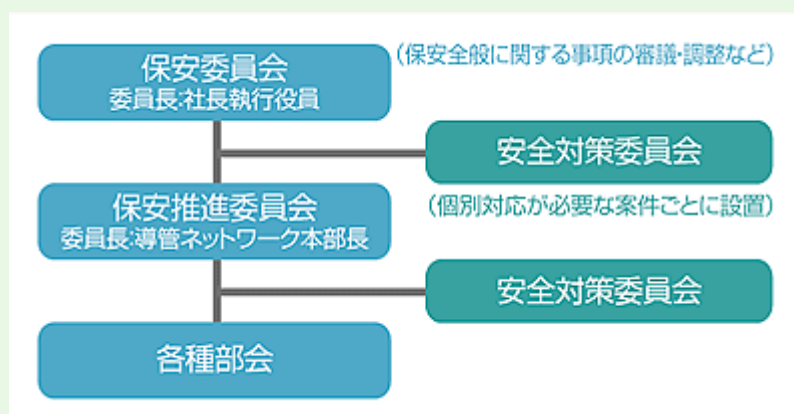 保安委員会
委員長:社長執行役員
(保安全般に関する事項の審議・調整など)
安全対策委員会
(個別対応が必要な案件ごとに設置)
保安推進委員会
委員長:導管ネットワーク本部長
安全対策委員会
各種部会